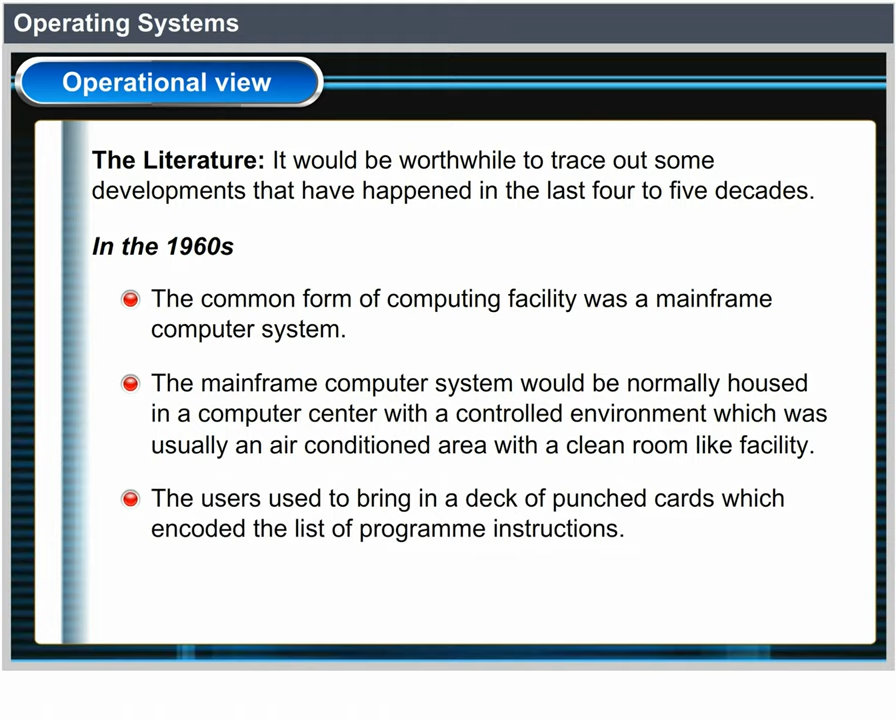 Operating Systems
Operational view
The Literature: It would be worthwhile to trace out some
developments that have happened in the last four to five decades.
In the 1960s
The common form of computing facility was a mainframe
computer system.
The mainframe computer system would be normally housed
in a computer center with a controlled environment which was
usually an air conditioned area with a clean room like facility.
The users used to bring in a deck of punched cards which
encoded the list of programme instructions.